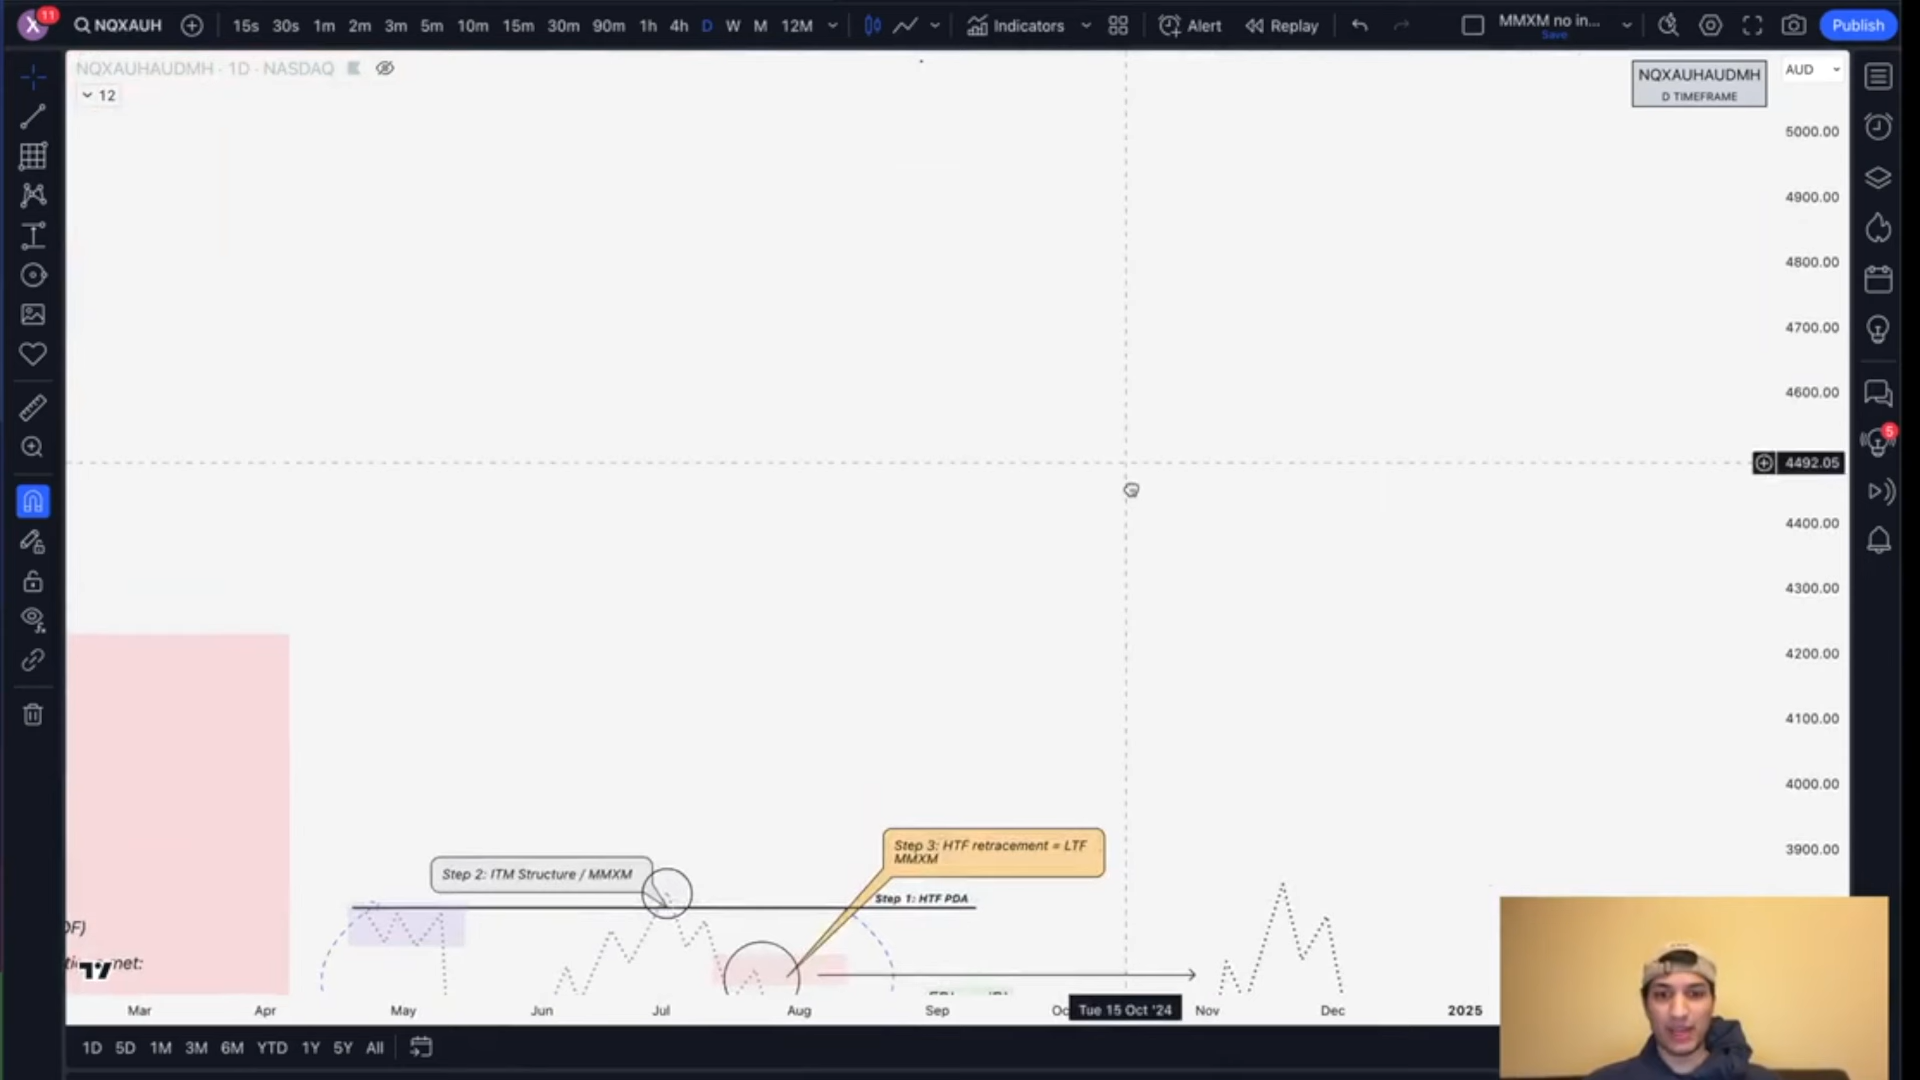 X 11 NQXAUH 15s 30s 1m 2m 3m 5m 10m 15m 30m 90m 1h 4h D W M 12M Indicators Alert Replay MMXM no in... Publish
Save
NQXAUHAUDMH · 1D · NASDAQ
12
NQXAUHAUDMH
D TIMEFRAME
AUD
5000.00
4900.00
4800.00
4700.00
4600.00
5
4492.05
4400.00
4300.00
4200.00
4100.00
4000.00
3900.00
Step 3: HTF retracement = LTF
MMXM
Step 2: ITM Structure / MMXM
Step 1: HTF PDA
met:
Mar Apr May Jun Jul Aug Sep Tue 15 Oct '24 Nov Dec 2025
1D 5D 1M 3M 6M YTD 1Y 5Y All